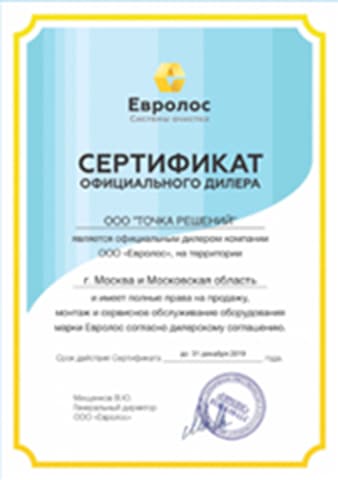 Евролос
Системы очистки
СЕРТИФИКАТ
ОФИЦИАЛЬНОГО ДИЛЕРА
ООО "ТОЧКА РЕШЕНИЙ"
является официальным дилером компании
ООО «Евролос», на территории
г. Москва и Московская область
и имеет полные права на продажу,
монтаж и сервисное обслуживание оборудования
марки Евролос согласно дилерскому соглашению.
Срок действия Сертификата до 31 декабря 2019 года.
Мещенков В.Ю.
Генеральный директор
ООО «Евролос»